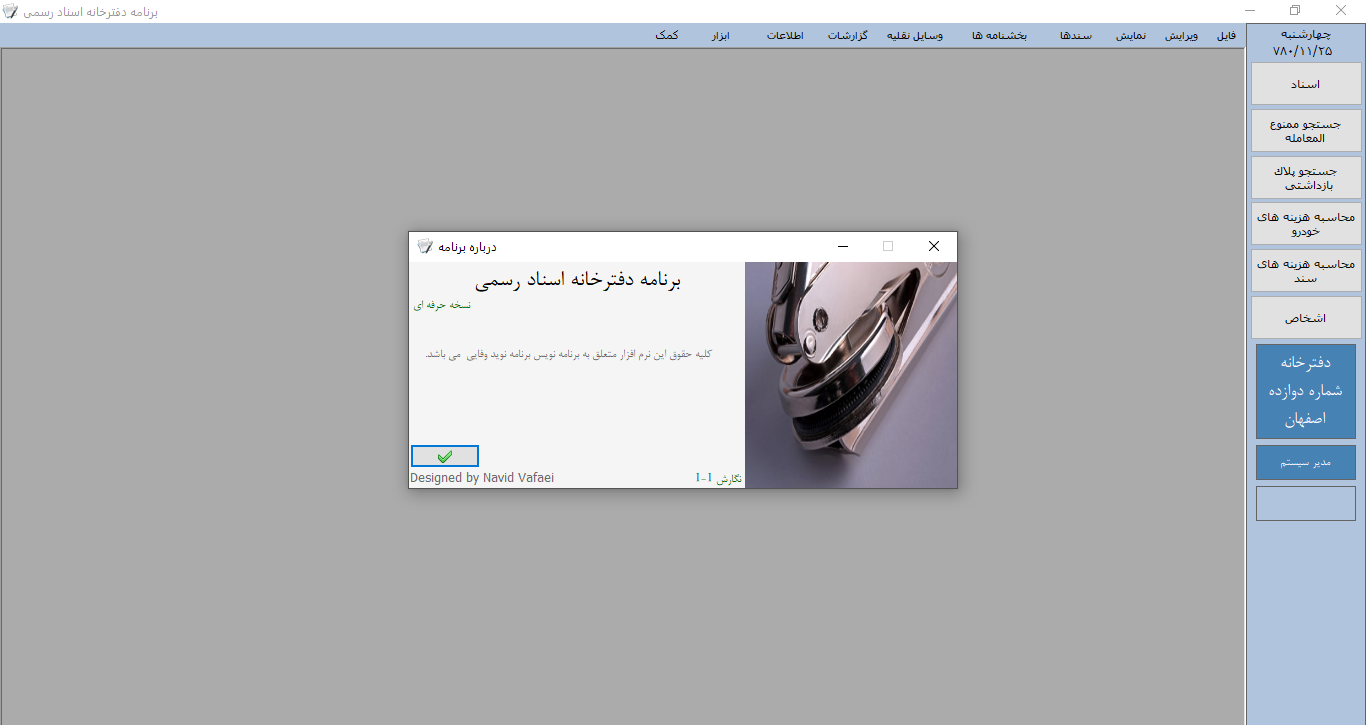 برنامه دفترخانه اسناد رسمی
فایل ویرایش نمایش سندها بخشنامه ها وسایل نقلیه گزارشات اطلاعات ابزار کمک
چهارشنبه
۷۸۰/۱۱/۲۵
اسناد
جستجو ممنوع
المعامله
جستجو پلاك
بازداشتی
محاسبه هزینه های
خودرو
محاسبه هزینه های
سند
اشخاص
دفترخانه
شماره دوازده
اصفهان
مدیر سیستم
درباره برنامه
برنامه دفترخانه اسناد رسمی
نسخه حرفه ای
کلیه حقوق این نرم افزار متعلق به برنامه نویس برنامه نوید وفایی می باشد.
نگارش 1-1
Designed by Navid Vafaei